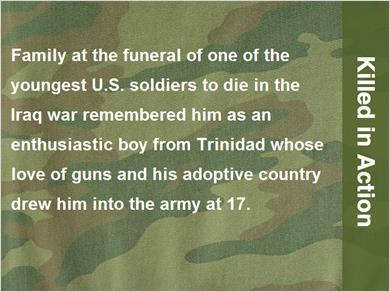 Family at the funeral of one of the
youngest U.S. soldiers to die in the
Iraq war remembered him as an
enthusiastic boy from Trinidad whose
love of guns and his adoptive country
drew him into the army at 17.
Killed in Action